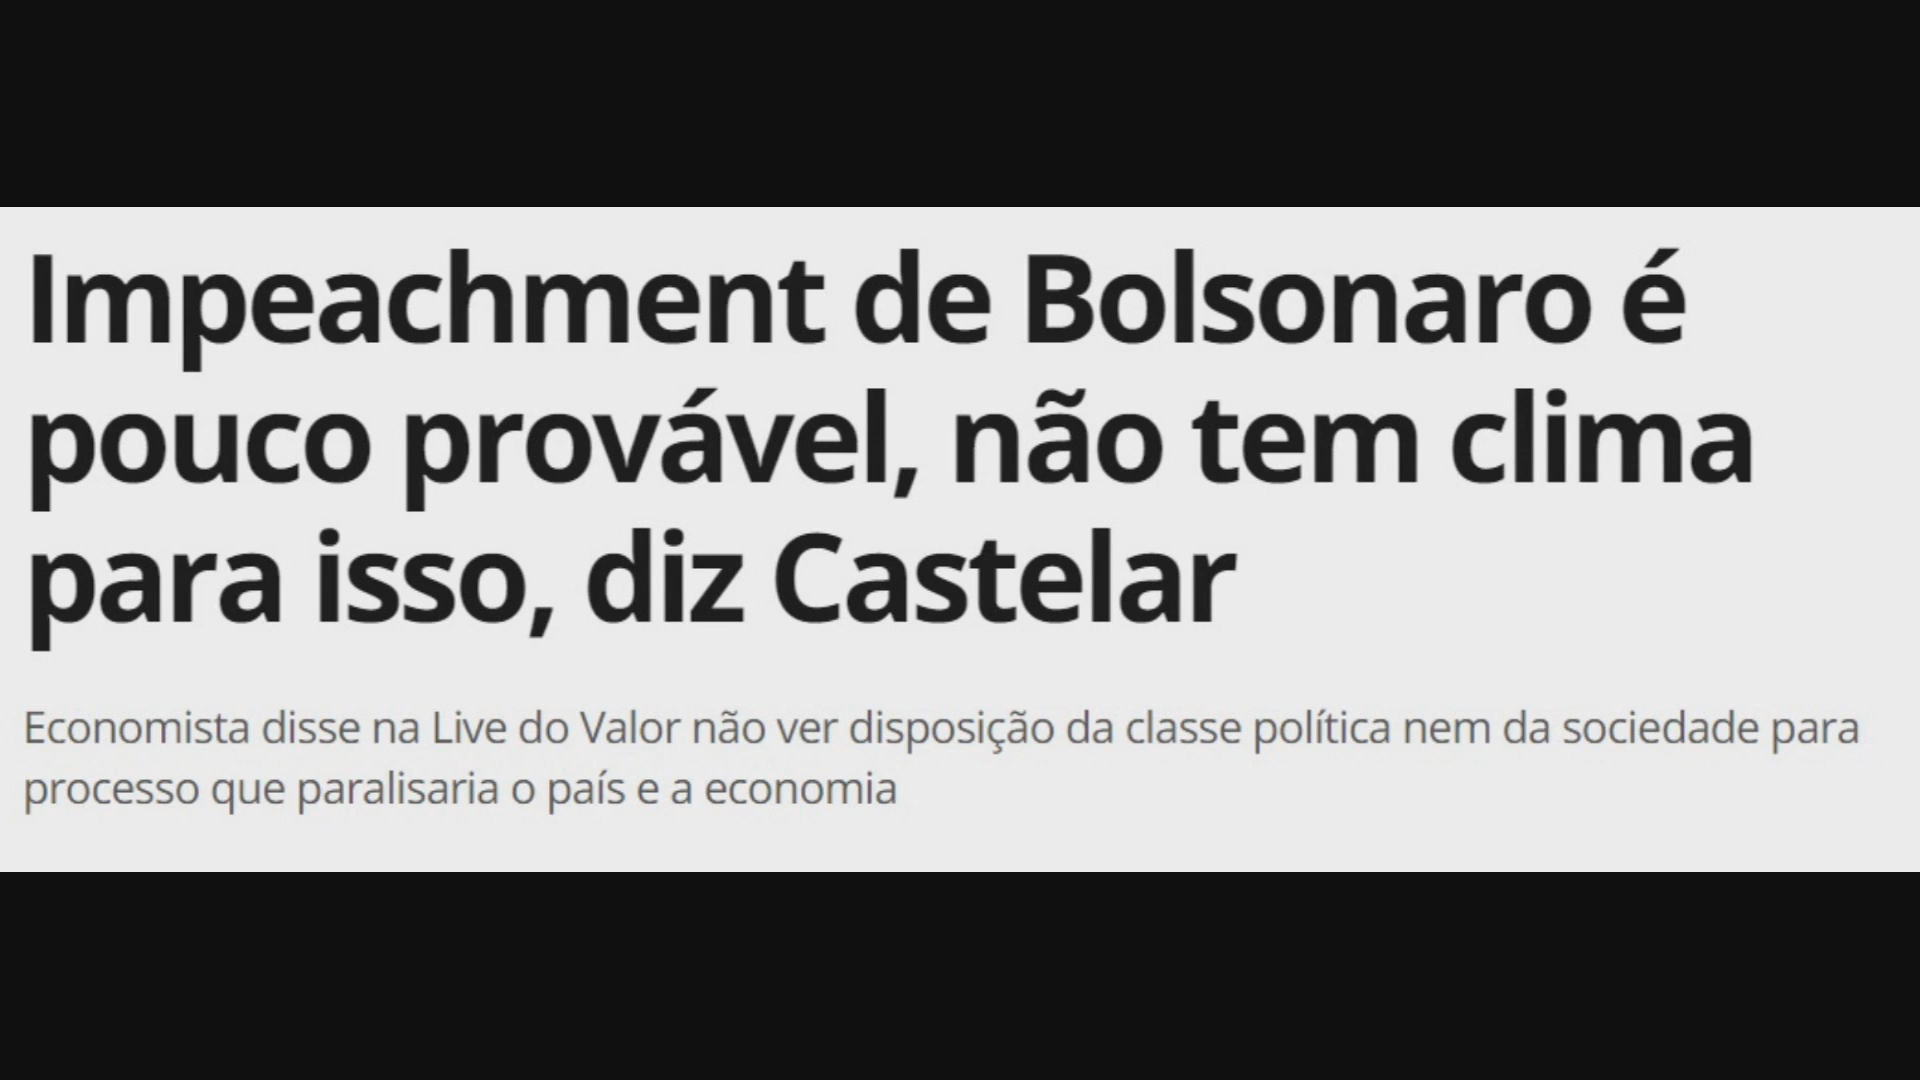 Impeachment de Bolsonaro é
pouco provável, não tem clima
para isso, diz Castelar
Economista disse na Live do Valor não ver disposição da classe política nem da sociedade para
processo que paralisaria o país e a economia